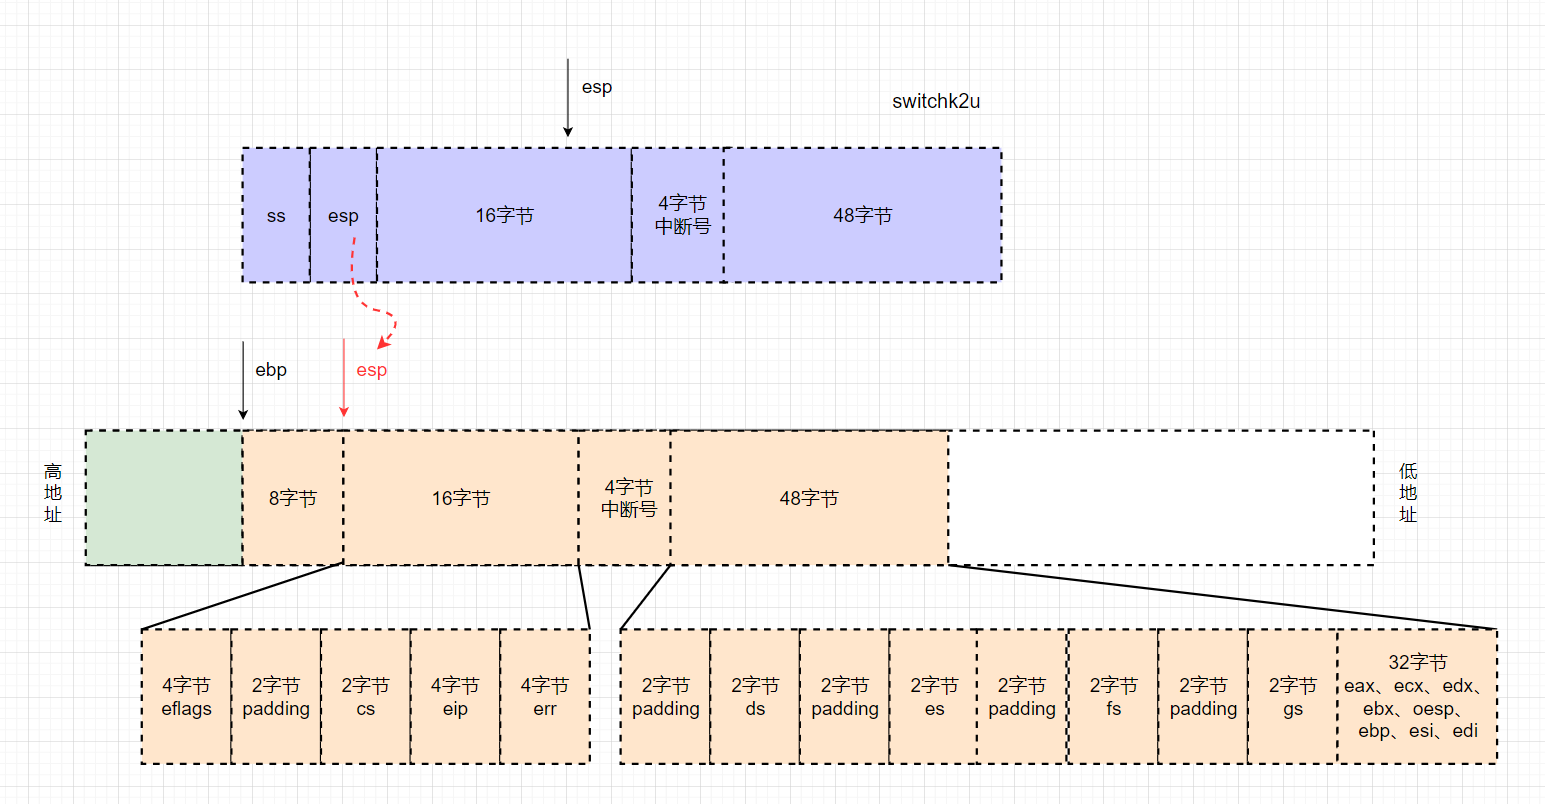 esp
switchk2u
ss
esp
16字节
4字节
中断号
48字节
ebp
esp
高
地
址
8字节
16字节
4字节
中断号
48字节
低
地
址
4字节
eflags
2字节
padding
2字节
cs
4字节
eip
4字节
err
2字节
padding
2字节
ds
2字节
padding
2字节
es
2字节
padding
2字节
fs
2字节
padding
2字节
gs
32字节
eax、ecx、edx、
ebx、oesp、
ebp、esi、edi